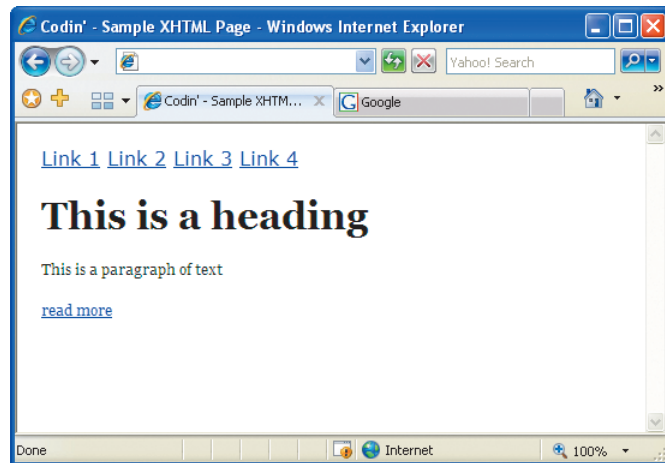 Codin' - Sample XHTML Page - Windows Internet Explorer
Yahoo! Search
Codin' - Sample XHTM... Google
Link 1 Link 2 Link 3 Link 4
This is a heading
This is a paragraph of text
read more
Done Internet 100%